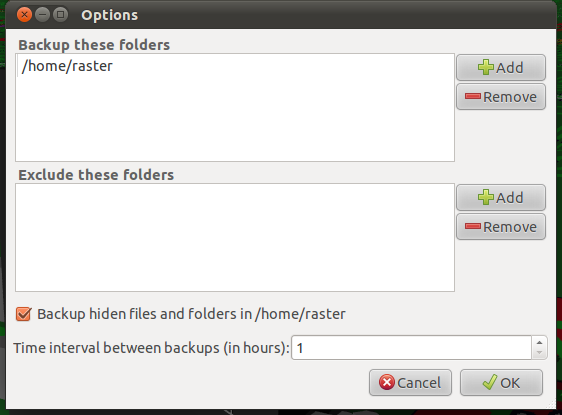 Options
Backup these folders
/home/raster
Add
Remove
Exclude these folders
Add
Remove
Backup hiden files and folders in /home/raster
Time interval between backups (in hours): 1
Cancel
OK